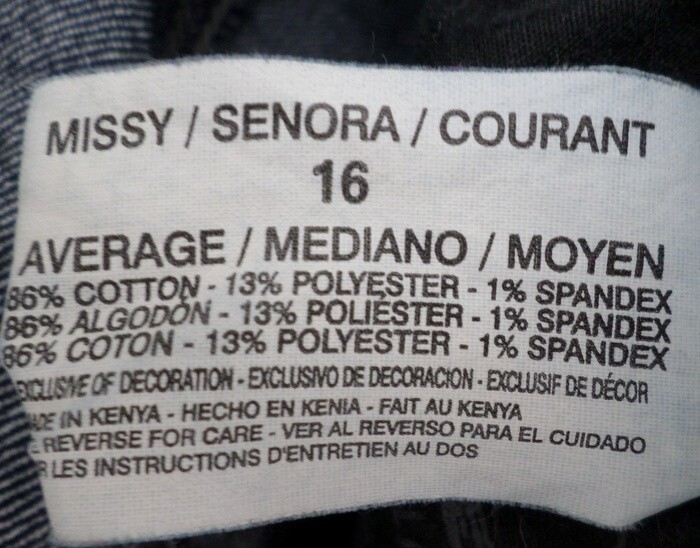 MISSY / SENORA / COURANT
16
AVERAGE / MEDIANO / MOYEN
86% COTTON - 13% POLYESTER - 1% SPANDEX
86% ALGODÓN - 13% POLIÉSTER - 1% SPANDEX
86% COTON - 13% POLYESTER - 1% SPANDEX
EXCLUSIVE OF DECORATION - EXCLUSIVO DE DECORACION - EXCLUSIF DE DÉCOR
MADE IN KENYA - HECHO EN KENIA - FAIT AU KENYA
REVERSE FOR CARE - VER AL REVERSO PARA EL CUIDADO
LES INSTRUCTIONS D'ENTRETIEN AU DOS